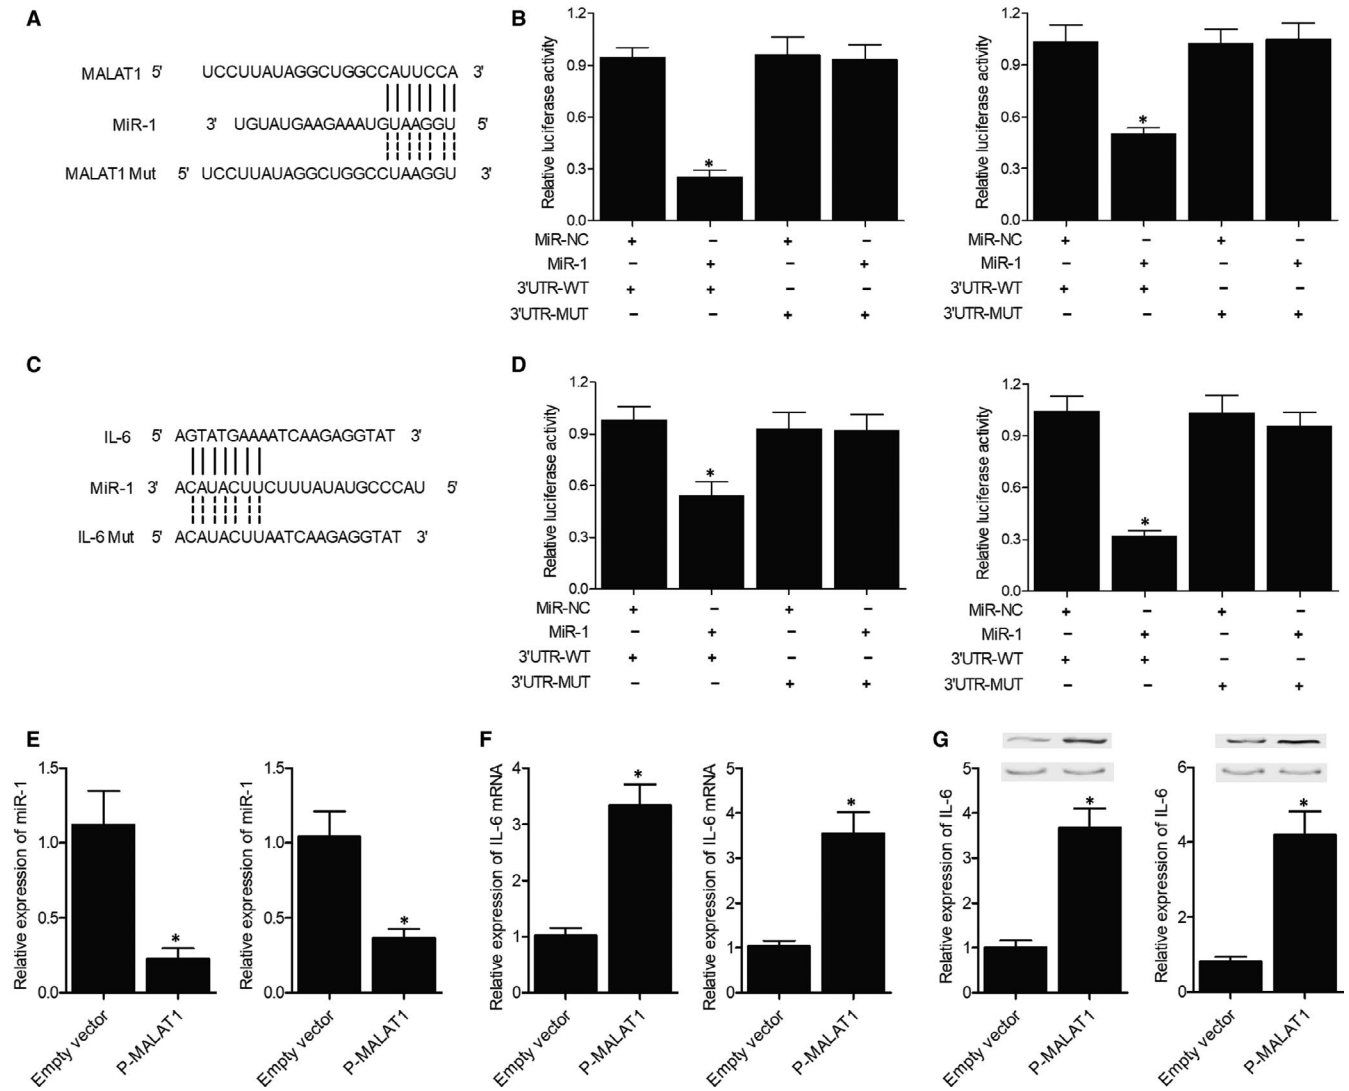 A
MALAT1 5' UCCUUAUAGGCUGGCCAUUCCA 3'
MiR-1 3' UGUAUGAAGAAAUGUAAGGU 5'
MALAT1 Mut 5' UCCUUAUAGGCUGGCCUAAGGU 3'
B
Relative luciferase activity
1.2
0.9
0.6
0.3
0.0
*
MiR-NC + − + −
MiR-1 − + − +
3'UTR-WT + + − −
3'UTR-MUT − − + +
Relative luciferase activity
1.2
0.9
0.6
0.3
0.0
*
MiR-NC + − + −
MiR-1 − + − +
3'UTR-WT + + − −
3'UTR-MUT − − + +
C
IL-6 5' AGTATGAAAATCAAGAGGTAT 3'
MiR-1 3' ACAUACUUCUUUAUAUGCCCAU 5'
IL-6 Mut 5' ACAUACUUAATCAAGAGGTAT 3'
D
Relative luciferase activity
1.2
0.9
0.6
0.3
0.0
*
MiR-NC + − + −
MiR-1 − + − +
3'UTR-WT + + − −
3'UTR-MUT − − + +
Relative luciferase activity
1.2
0.9
0.6
0.3
0.0
*
MiR-NC + − + −
MiR-1 − + − +
3'UTR-WT + + − −
3'UTR-MUT − − + +
E
Relative expression of miR-1
1.5
1.0
0.5
0.0
*
Empty vector
P-MALAT1
Relative expression of miR-1
1.5
1.0
0.5
0.0
*
Empty vector
P-MALAT1
F
Relative expression of IL-6 mRNA
4
3
2
1
0
*
Empty vector
P-MALAT1
Relative expression of IL-6 mRNA
5
4
3
2
1
0
*
Empty vector
P-MALAT1
G
Relative expression of IL-6
5
4
3
2
1
0
*
Empty vector
P-MALAT1
Relative expression of IL-6
6
4
2
0
*
Empty vector
P-MALAT1